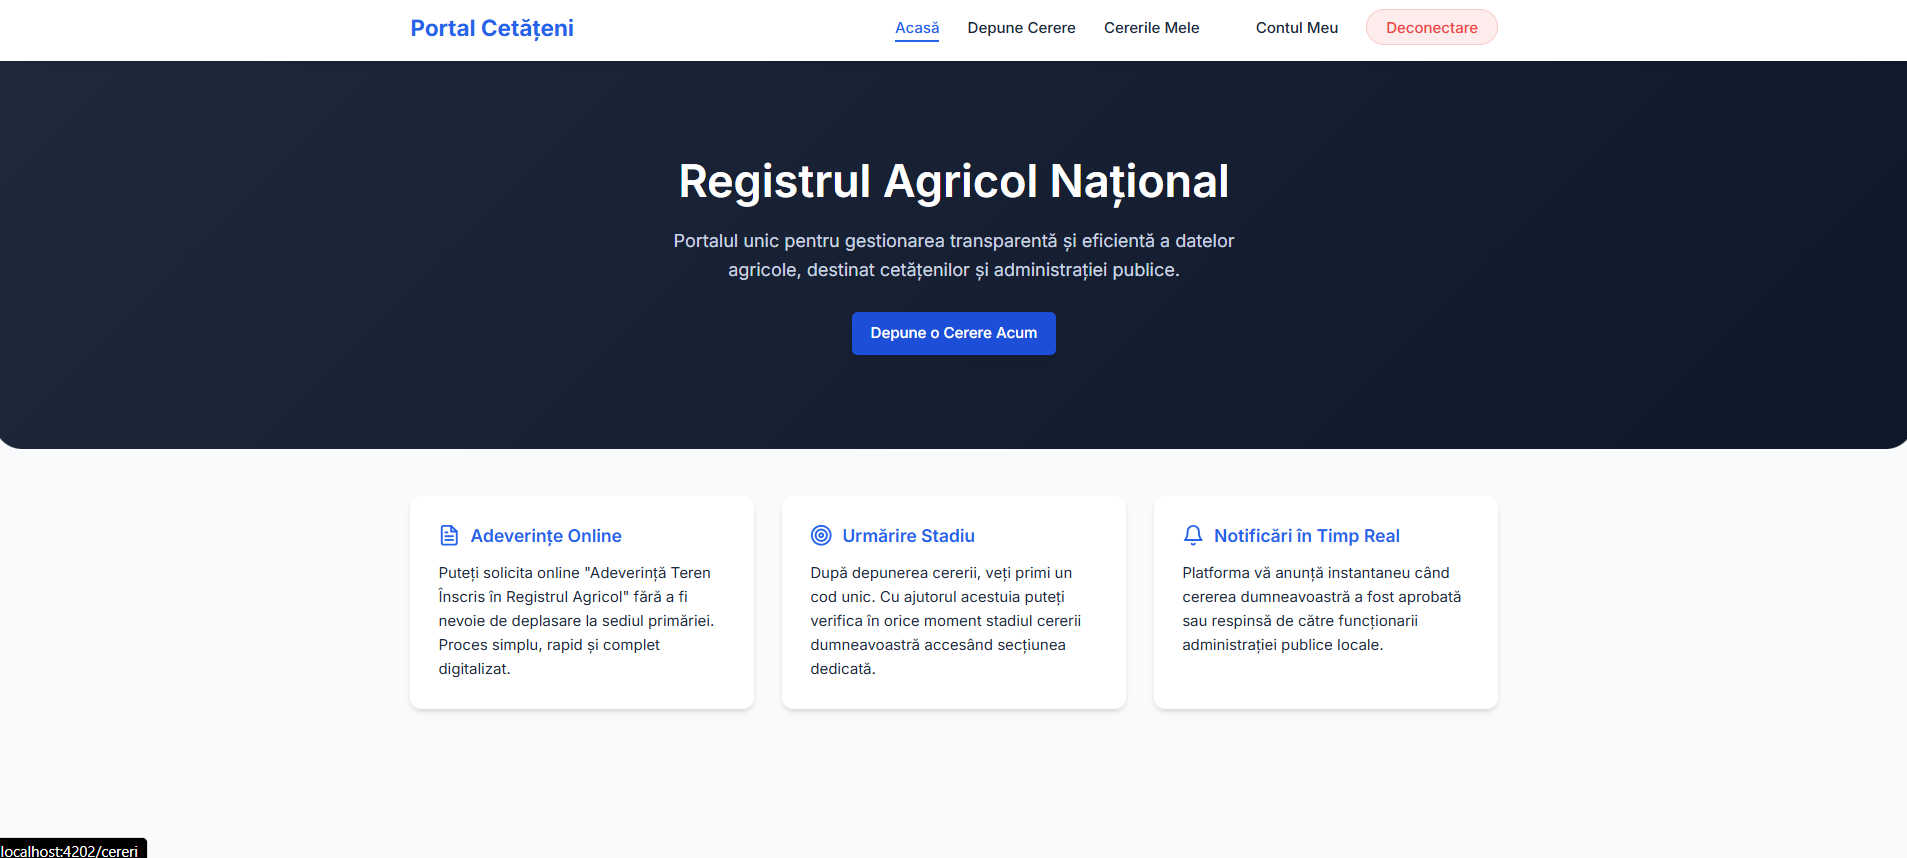 Portal Cetățeni
Acasă
Depune Cerere
Cererile Mele
Contul Meu
Deconectare
Registrul Agricol Național
Portalul unic pentru gestionarea transparentă și eficientă a datelor
agricole, destinat cetățenilor și administrației publice.
Depune o Cerere Acum
Adeverințe Online
Puteți solicita online "Adeverință Teren
Înscris în Registrul Agricol" fără a fi
nevoie de deplasare la sediul primăriei.
Proces simplu, rapid și complet
digitalizat.
Urmărire Stadiu
După depunerea cererii, veți primi un
cod unic. Cu ajutorul acestuia puteți
verifica în orice moment stadiul cererii
dumneavoastră accesând secțiunea
dedicată.
Notificări în Timp Real
Platforma vă anunță instantaneu când
cererea dumneavoastră a fost aprobată
sau respinsă de către funcționarii
administrației publice locale.
localhost:4202/cereri